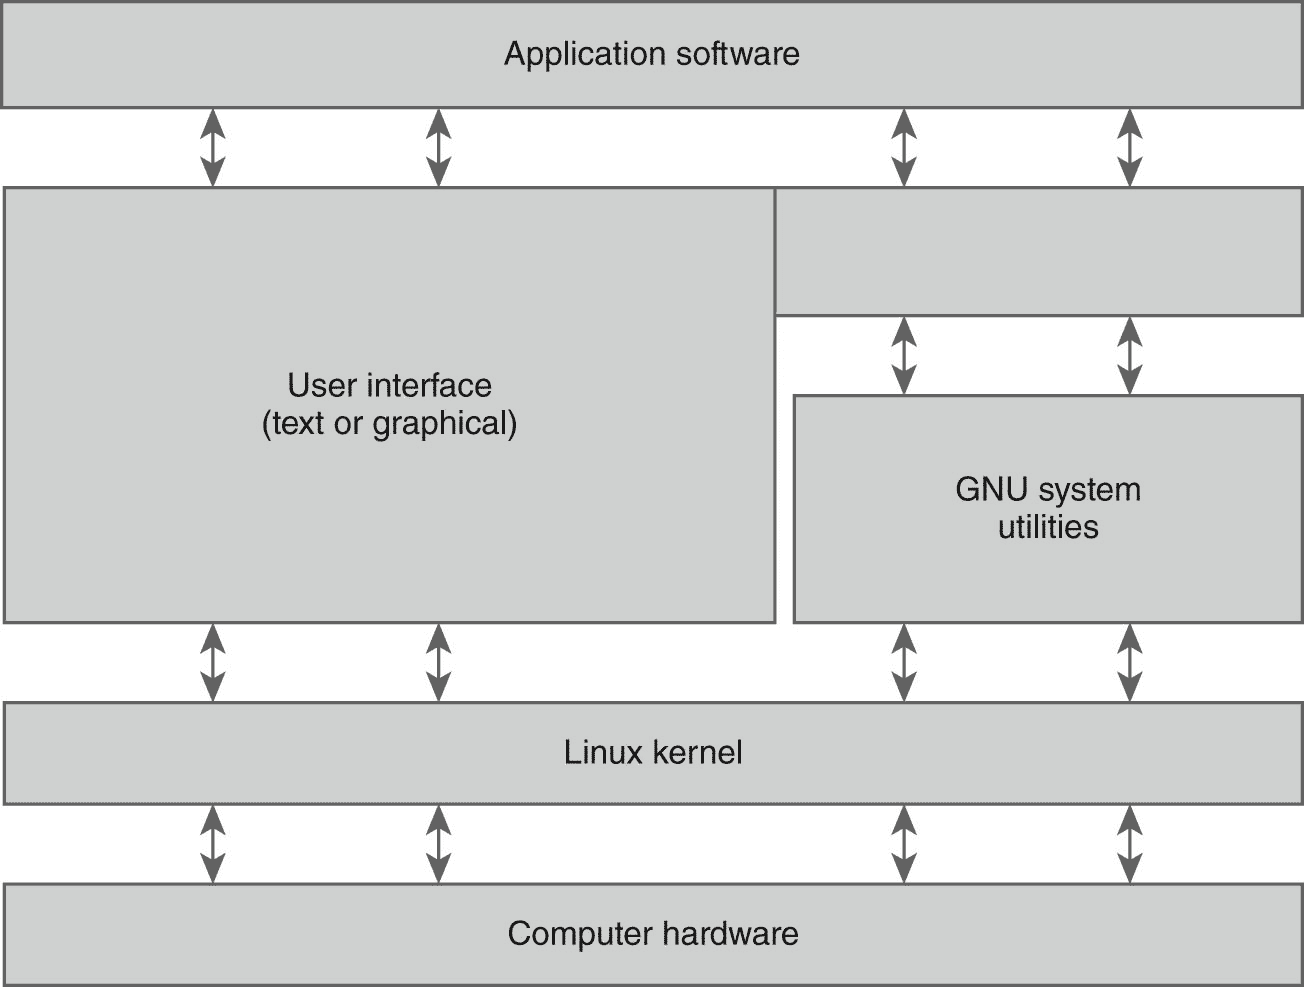 Application software
User interface
(text or graphical)
GNU system
utilities
Linux kernel
Computer hardware